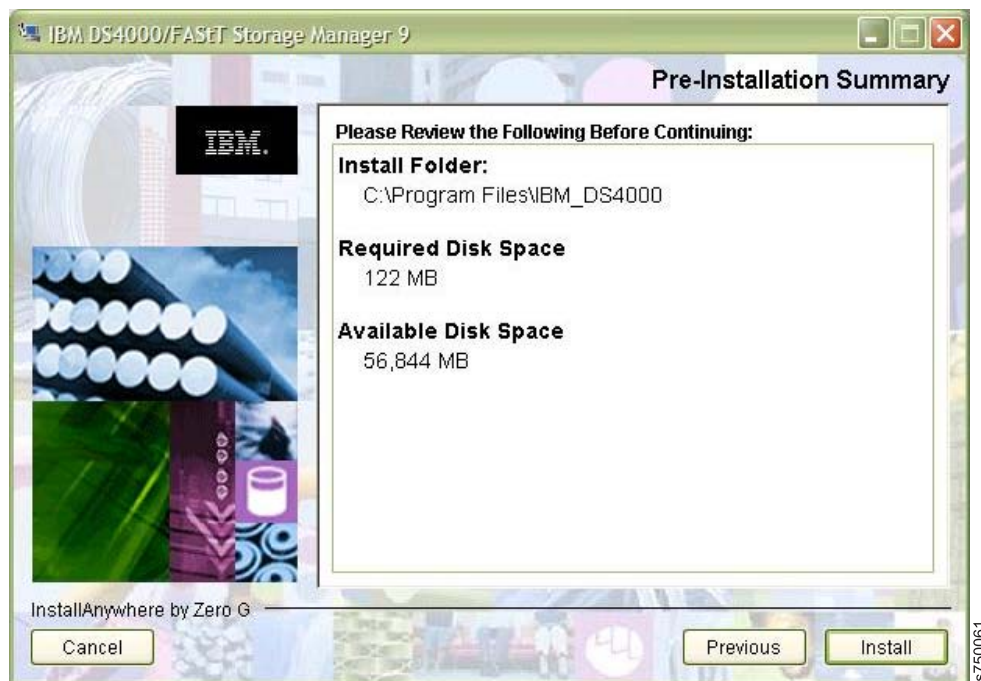 IBM DS4000/FAStT Storage Manager 9
Pre-Installation Summary
IBM.
Please Review the Following Before Continuing:
Install Folder:
C:\Program Files\IBM_DS4000
Required Disk Space
122 MB
Available Disk Space
56,844 MB
InstallAnywhere by Zero G
Cancel
Previous
Install
s750061